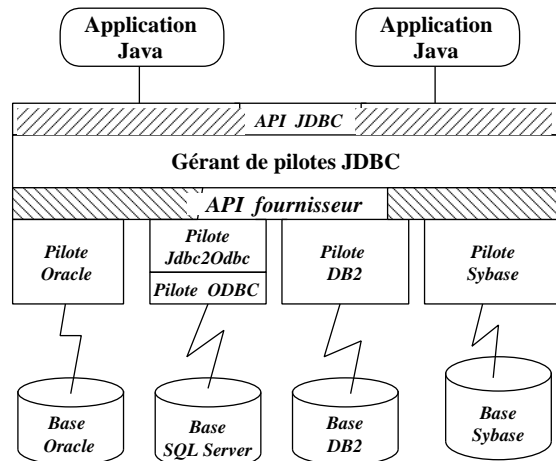 Application
Java
Application
Java
API JDBC
Gérant de pilotes JDBC
API fournisseur
Pilote
Oracle
Pilote
Jdbc2Odbc
Pilote ODBC
Pilote
DB2
Pilote
Sybase
Base
Oracle
Base
SQL Server
Base
DB2
Base
Sybase